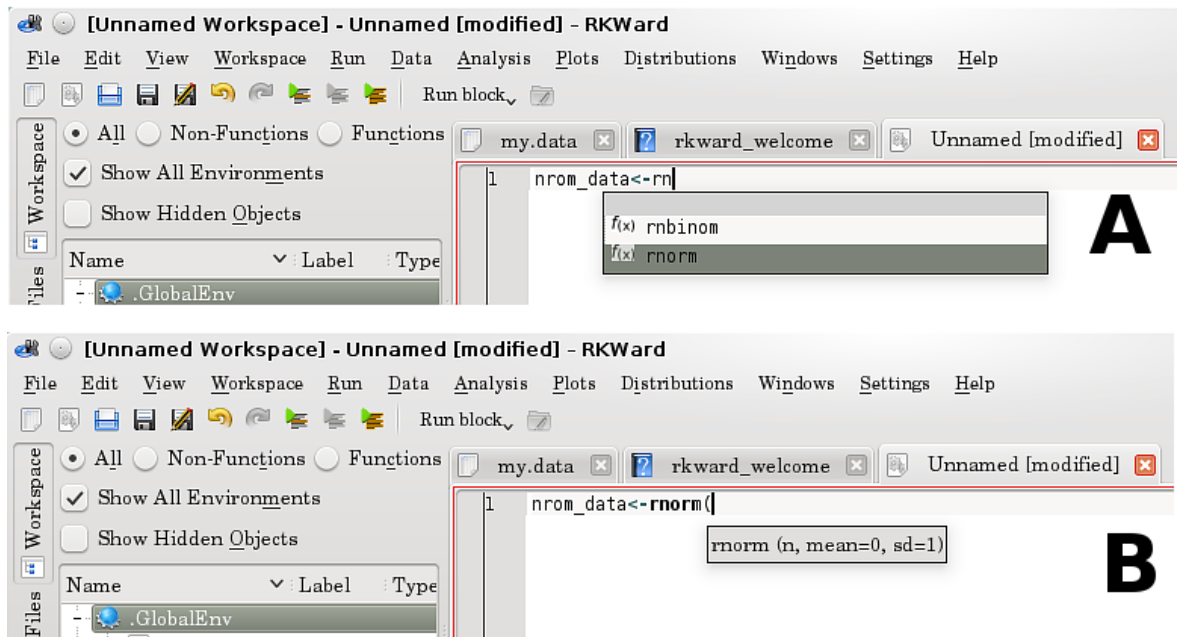 [Unnamed Workspace] - Unnamed [modified] – RKWard
File Edit View Workspace Run Data Analysis Plots Distributions Windows Settings Help
Run block
Workspace
Files
All Non-Functions Functions
Show All Environments
Show Hidden Objects
Name Label Type
.GlobalEnv
my.data rkward_welcome Unnamed [modified]
1 nrom_data<-rn
f(x) rnbinom
f(x) rnorm
A
[Unnamed Workspace] - Unnamed [modified] – RKWard
File Edit View Workspace Run Data Analysis Plots Distributions Windows Settings Help
Run block
Workspace
Files
All Non-Functions Functions
Show All Environments
Show Hidden Objects
Name Label Type
.GlobalEnv
my.data rkward_welcome Unnamed [modified]
1 nrom_data<-rnorm(
rnorm (n, mean=0, sd=1)
B